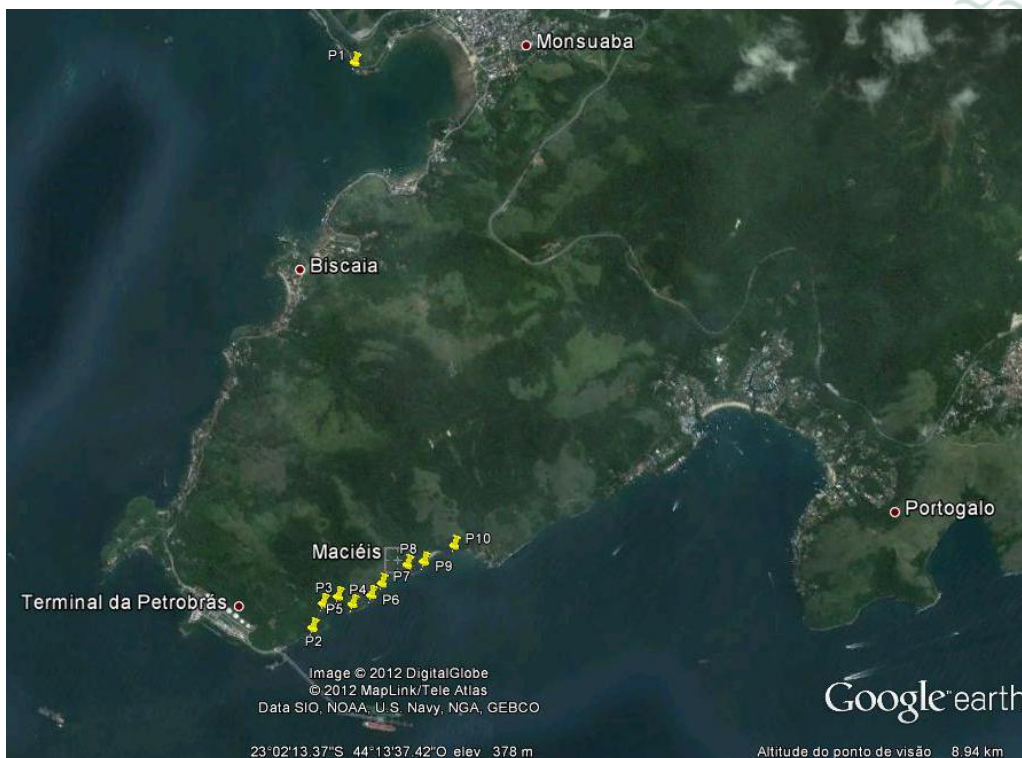 P1
Monsuaba
Biscaia
Portogalo
P10
Maciéis
P8
P9
P7
P3
P4
P6
Terminal da Petrobrás
P5
P2
Image © 2012 DigitalGlobe
© 2012 MapLink/Tele Atlas
Data SIO, NOAA, U.S. Navy, NGA, GEBCO
Google earth
23°02'13.37"S 44°13'37.42"O elev 378 m
Altitude do ponto de visão 8.94 km